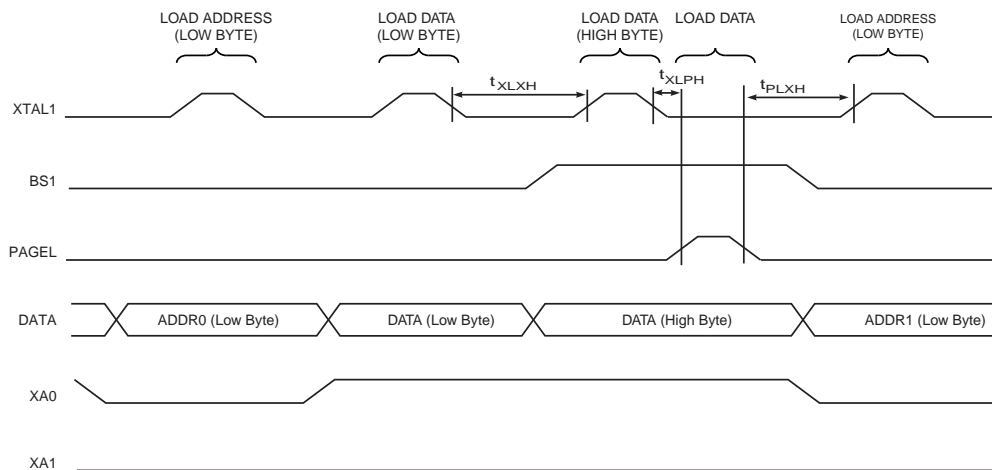 LOAD ADDRESS
(LOW BYTE)
LOAD DATA
(LOW BYTE)
LOAD DATA
(HIGH BYTE)
LOAD DATA
LOAD ADDRESS
(LOW BYTE)
tXLXH
tXLPH
tPLXH
XTAL1
BS1
PAGEL
DATA
ADDR0 (Low Byte)
DATA (Low Byte)
DATA (High Byte)
ADDR1 (Low Byte)
XA0
XA1